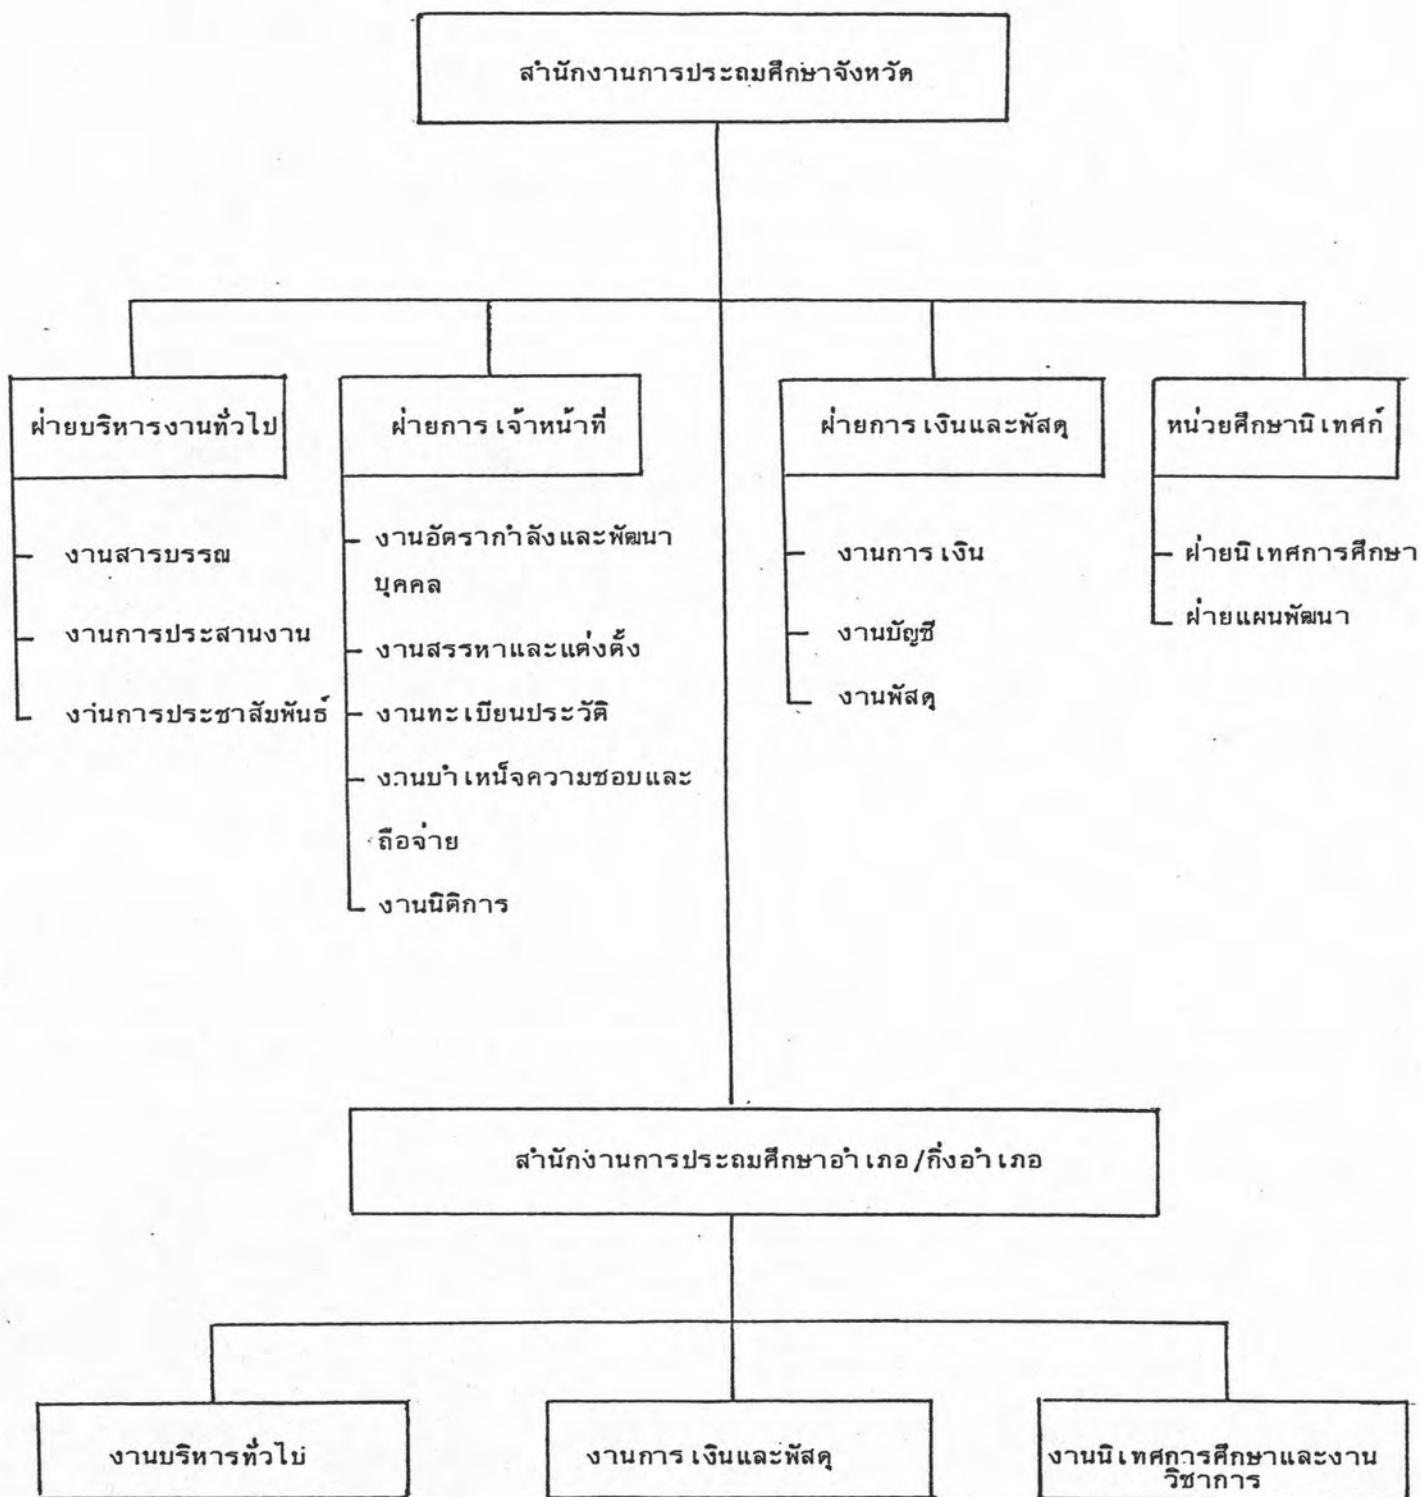 สำนักงานการประถมศึกษาจังหวัด
ฝ่ายบริหารงานทั่วไป
งานสารบรรณ
งานการประสานงาน
งานการประชาสัมพันธ์
ฝ่ายการเจ้าหน้าที่
งานอัตรากำลังและพัฒนา
บุคคล
งานสรรหาและแต่งตั้ง
งานทะเบียนประวัติ
งานบำเหน็จความชอบและ
ถือจ่าย
งานนิติการ
ฝ่ายการเงินและพัสดุ
งานการเงิน
งานบัญชี
งานพัสดุ
หน่วยศึกษานิเทศก์
ฝ่ายนิเทศการศึกษา
ฝ่ายแผนพัฒนา
สำนักงานการประถมศึกษาอำเภอ/กิ่งอำเภอ
งานบริหารทั่วไป
งานการเงินและพัสดุ
งานนิเทศการศึกษาและงาน
วิชาการ